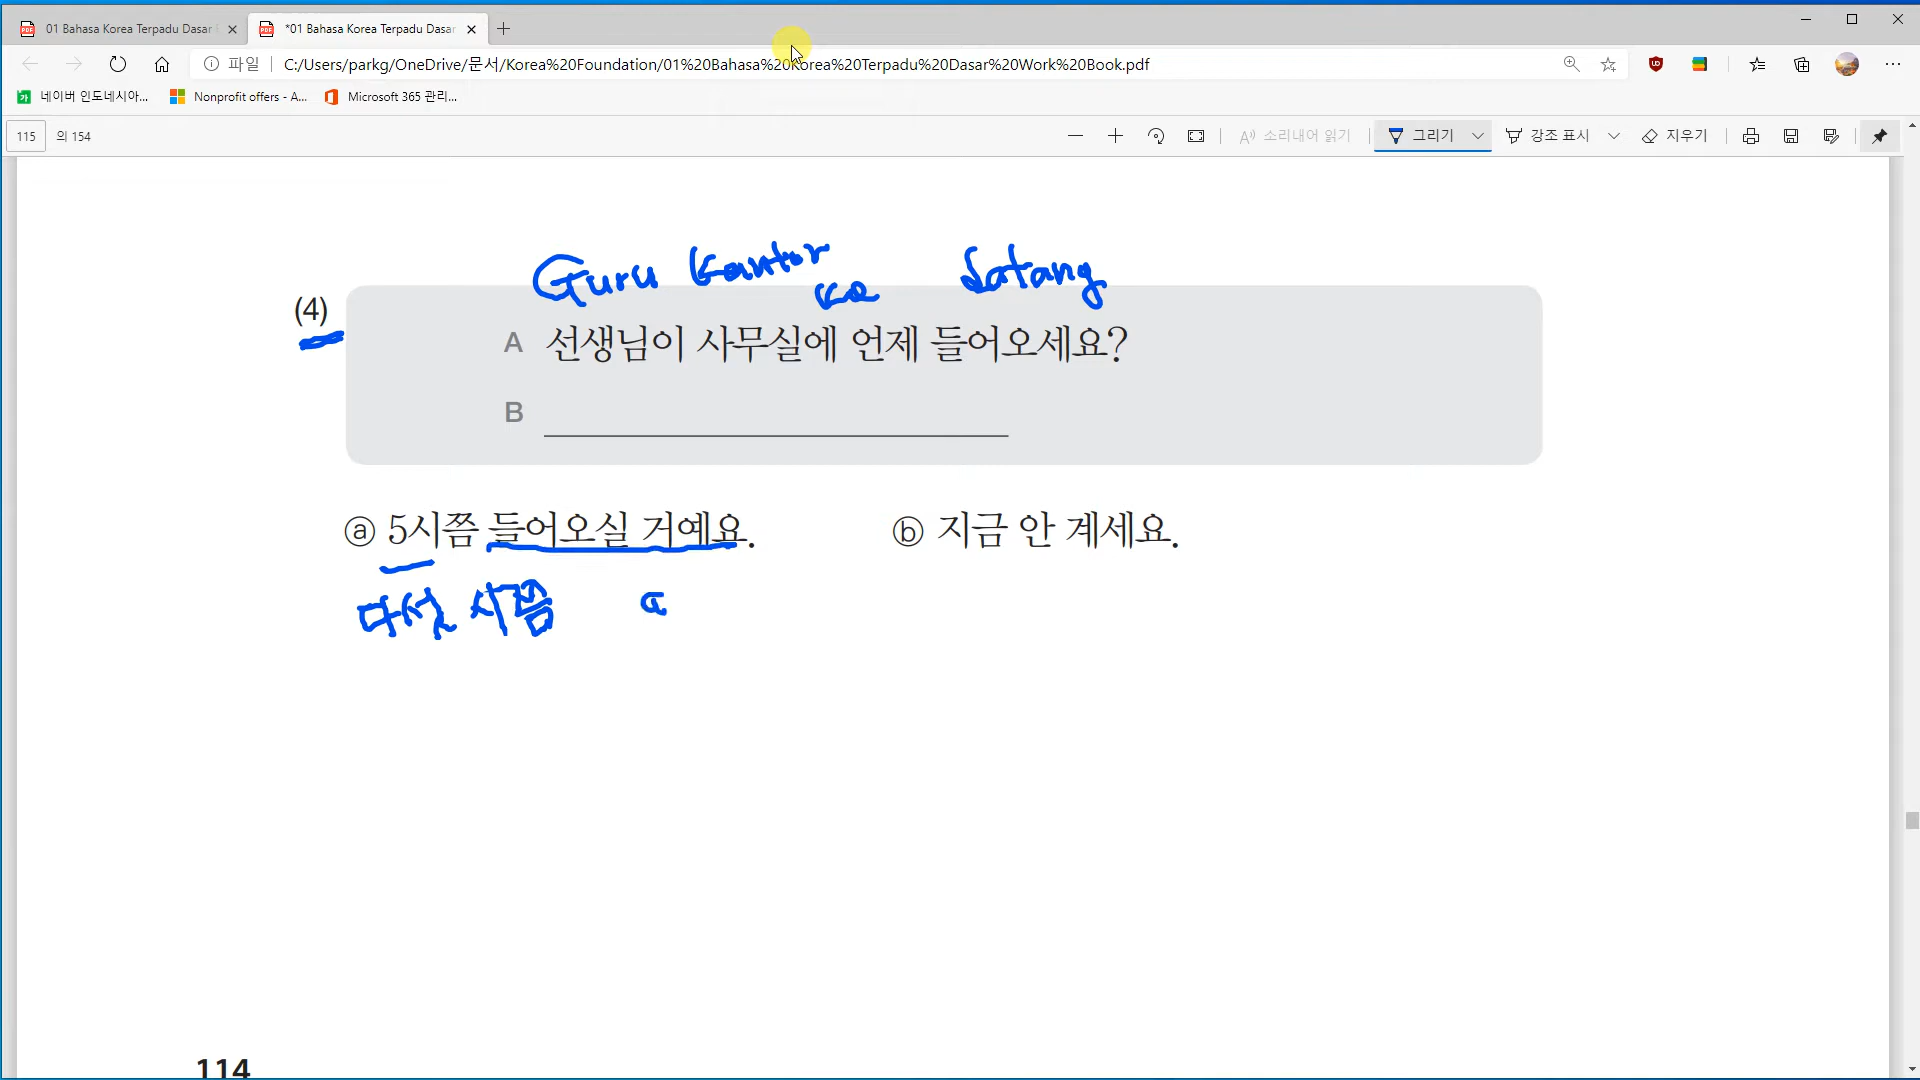 01 Bahasa Korea Terpadu Dasar
*01 Bahasa Korea Terpadu Dasar
파일 C:/Users/parkg/OneDrive/문서/Korea%20Foundation/01%20Bahasa%20Korea%20Terpadu%20Dasar%20Work%20Book.pdf
네이버 인도네시아... Nonprofit offers - A... Microsoft 365 관리...
115 의 154 소리내어 읽기 그리기 강조 표시 지우기
Guru Kantor ke datang
(4)
A 선생님이 사무실에 언제 들어오세요?
B
ⓐ 5시쯤 들어오실 거예요. ⓑ 지금 안 계세요.
다섯 시쯤
114